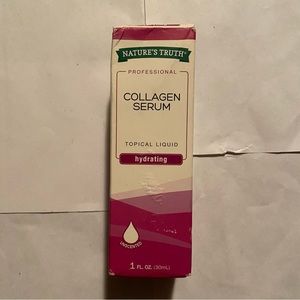 NATURE'S TRUTH®
PROFESSIONAL
COLLAGEN
SERUM
TOPICAL LIQUID
hydrating
UNSCENTED
1 FL. OZ. (30mL)